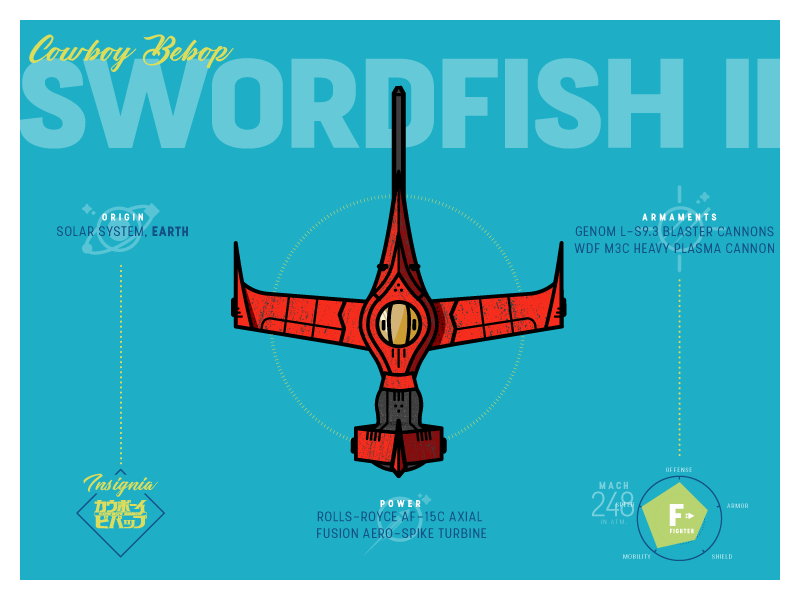 Cowboy Bebop
SWORDFISH II
ORIGIN
SOLAR SYSTEM, EARTH
ARMAMENTS
GENOM L-S9.3 BLASTER CANNONS
WDF M3C HEAVY PLASMA CANNON
Insignia
カウボーイ
ビバップ
POWER
ROLLS-ROYCE AF-15C AXIAL
FUSION AERO-SPIKE TURBINE
MACH
248
IN ATM
OFFENSE
ARMOR
SHIELD
MOBILITY
F
FIGHTER